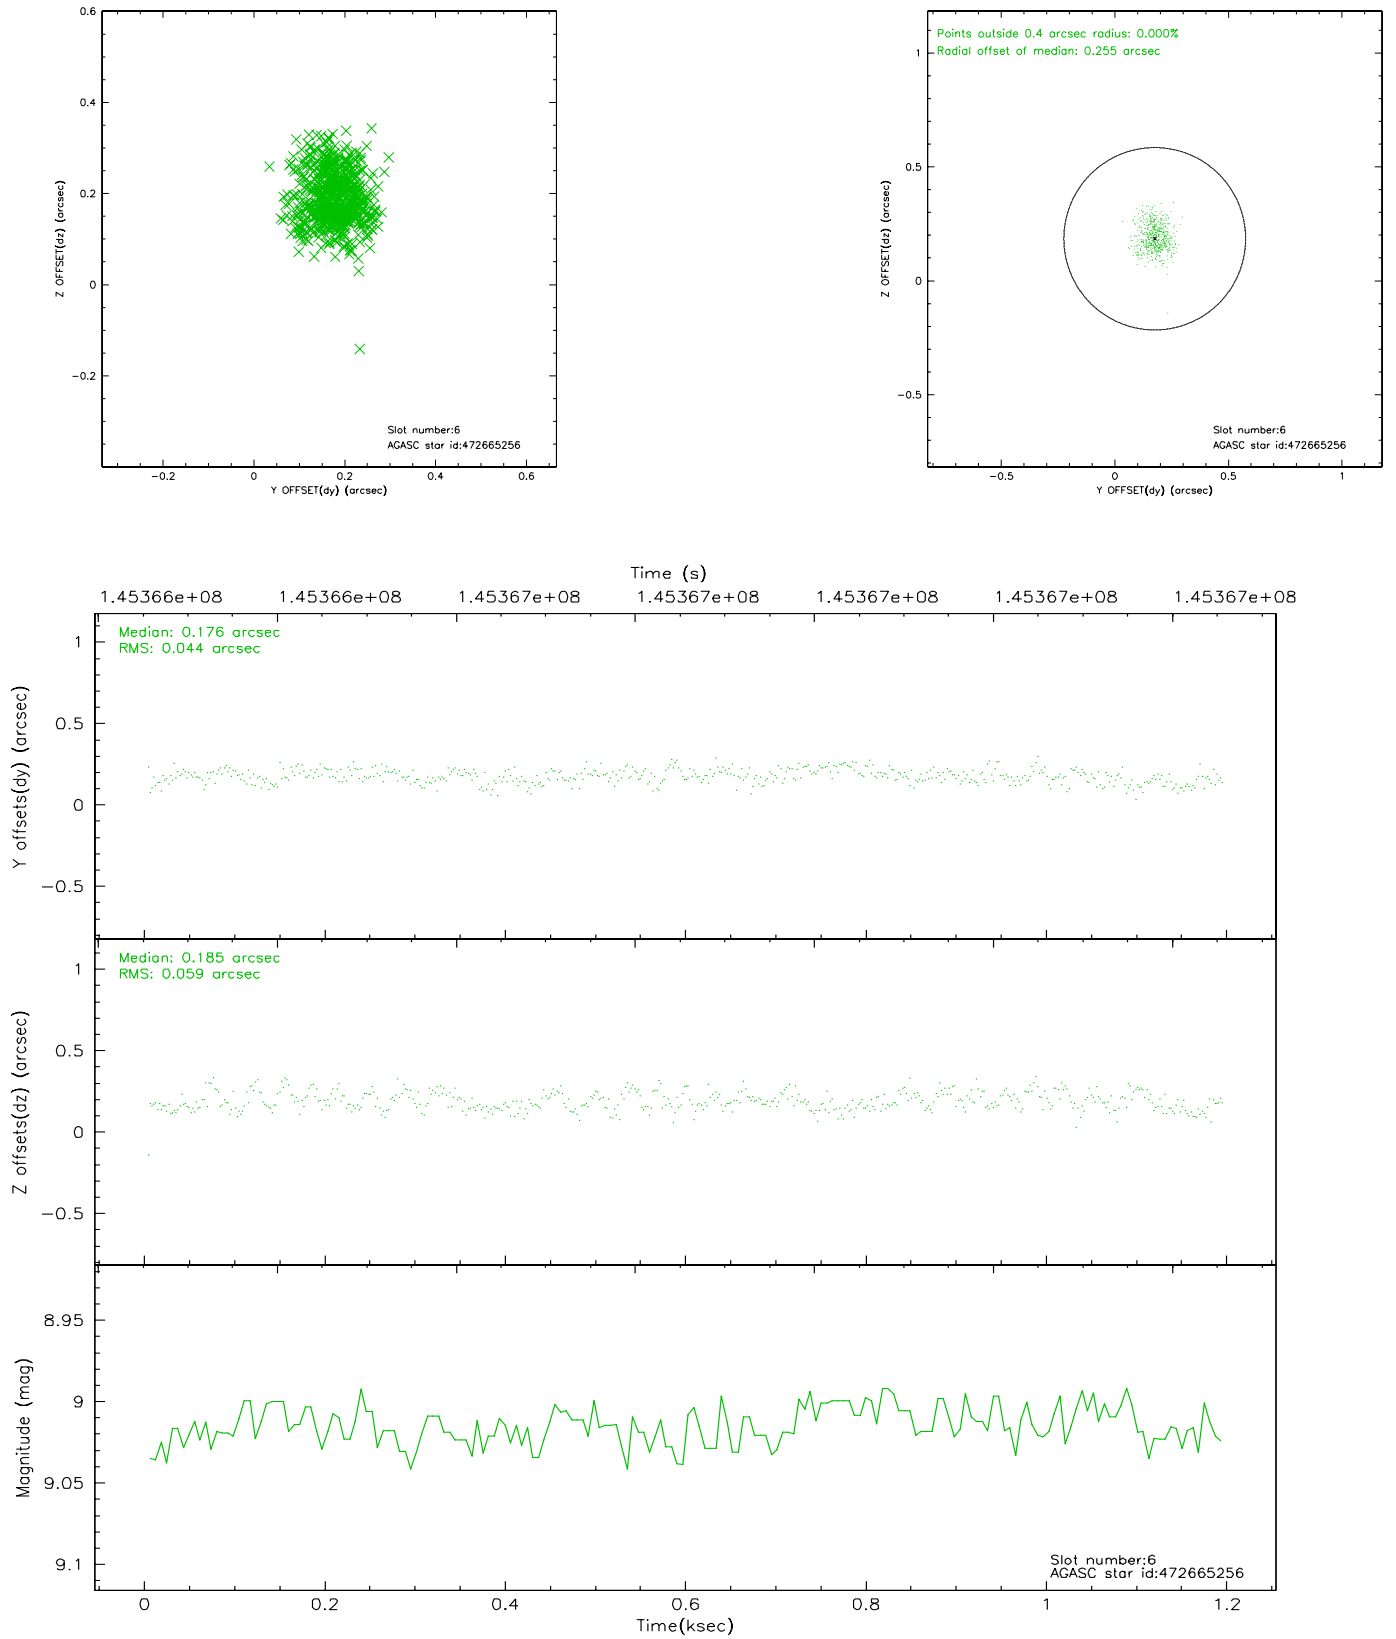 0.6
0.4
0.2
0
−0.2
Z OFFSET(dz) (arcsec)
Slot number:6
AGASC star id:472665256
−0.2 0 0.2 0.4 0.6
Y OFFSET(dy) (arcsec)
Points outside 0.4 arcsec radius: 0.000%
Radial offset of median: 0.255 arcsec
1
0.5
0
−0.5
Z OFFSET(dz) (arcsec)
Slot number:6
AGASC star id:472665256
−0.5 0 0.5 1
Y OFFSET(dy) (arcsec)
Time (s)
1.45366e+08 1.45366e+08 1.45367e+08 1.45367e+08 1.45367e+08 1.45367e+08 1.45367e+08
Median: 0.176 arcsec
RMS: 0.044 arcsec
1
0.5
0
−0.5
Y offsets(dy) (arcsec)
Median: 0.185 arcsec
RMS: 0.059 arcsec
1
0.5
0
−0.5
Z offsets(dz) (arcsec)
8.95
9
9.05
9.1
Magnitude (mag)
Slot number:6
AGASC star id:472665256
0 0.2 0.4 0.6 0.8 1 1.2
Time(ksec)